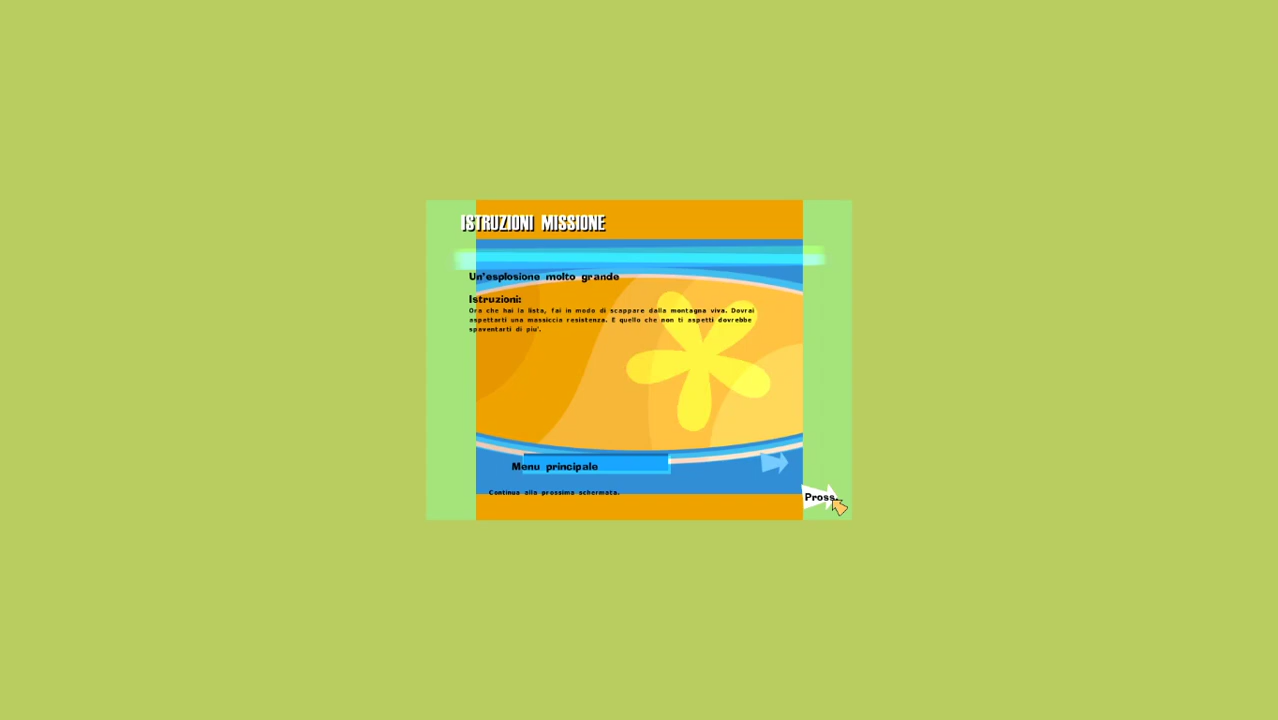 ISTRUZIONI MISSIONE
Un'esplosione molto grande
Istruzioni:
Ora che hai la lista, fai in modo di scappare dalla montagna viva. Dovrai
aspettarti una massiccia resistenza. E quello che non ti aspetti dovrebbe
spaventarti di piu'.
Menu principale
Continua alla prossima schermata.
Pross.